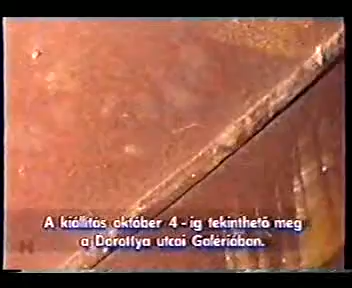 A kiállítás október 4-ig tekinthető meg
a Dorottya utcai Galériában.